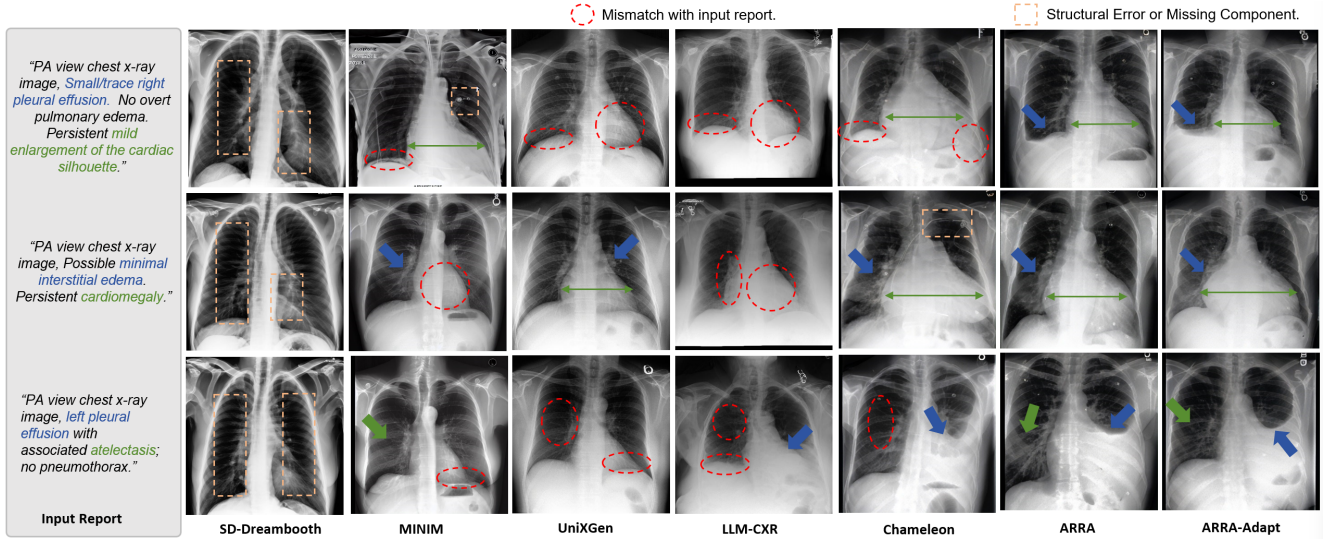 Mismatch with input report.
Structural Error or Missing Component.
“PA view chest x-ray
image, Small/trace right
pleural effusion. No overt
pulmonary edema.
Persistent mild
enlargement of the cardiac
silhouette.”
“PA view chest x-ray
image, Possible minimal
interstitial edema.
Persistent cardiomegaly.”
“PA view chest x-ray
image, left pleural
effusion with
associated atelectasis;
no pneumothorax.”
Input Report
SD-Dreambooth
MINIM
UniXGen
LLM-CXR
Chameleon
ARRA
ARRA-Adapt